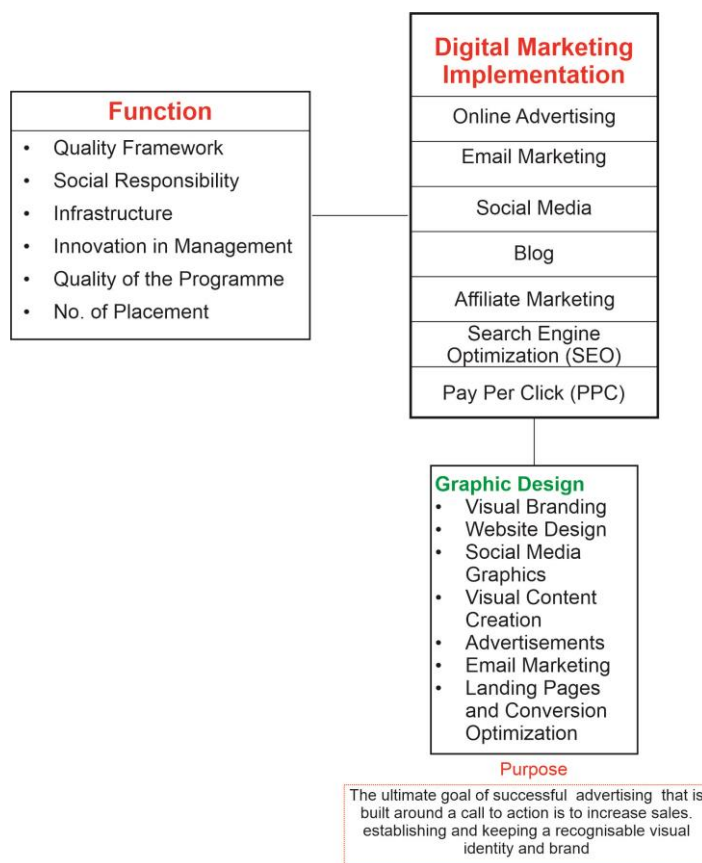 Function
• Quality Framework
• Social Responsibility
• Infrastructure
• Innovation in Management
• Quality of the Programme
• No. of Placement
Digital Marketing
Implementation
Online Advertising
Email Marketing
Social Media
Blog
Affiliate Marketing
Search Engine
Optimization (SEO)
Pay Per Click (PPC)
Graphic Design
• Visual Branding
• Website Design
• Social Media
Graphics
• Visual Content
Creation
• Advertisements
• Email Marketing
• Landing Pages
and Conversion
Optimization
Purpose
The ultimate goal of successful advertising that is
built around a call to action is to increase sales.
establishing and keeping a recognisable visual
identity and brand